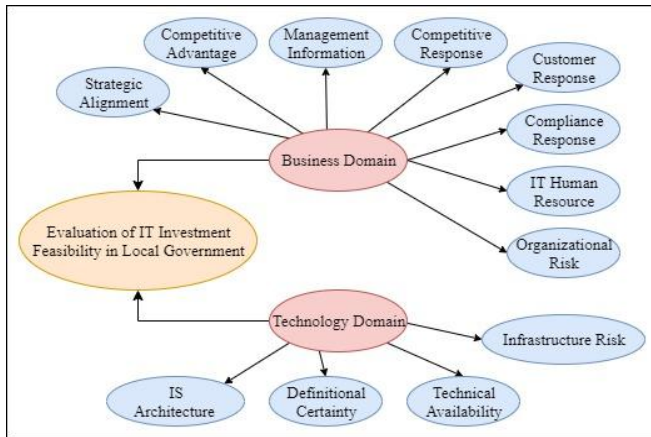 Competitive
Advantage
Management
Information
Competitive
Response
Customer
Response
Strategic
Alignment
Compliance
Response
Business Domain
IT Human
Resource
Evaluation of IT Investment
Feasibility in Local Government
Organizational
Risk
Technology Domain
Infrastructure Risk
IS
Architecture
Definitional
Certainty
Technical
Availability